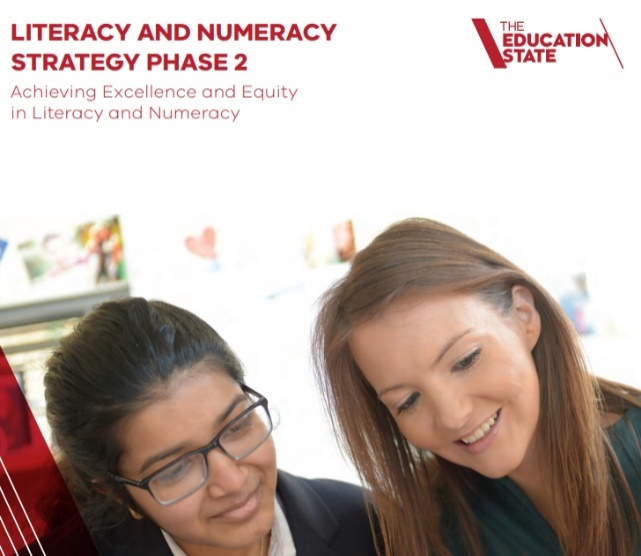 LITERACY AND NUMERACY
STRATEGY PHASE 2
Achieving Excellence and Equity
in Literacy and Numeracy
THE
EDUCATION
STATE